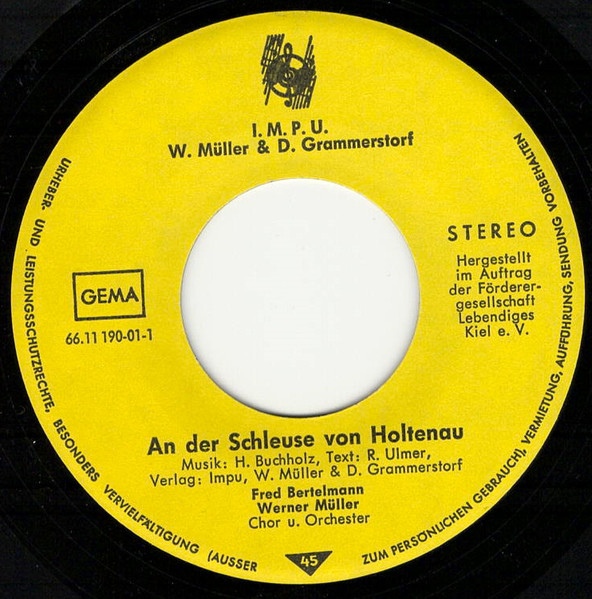 I. M. P. U.
W. Müller & D. Grammerstorf
STEREO
Hergestellt
im Auftrag
der Förderer-
gesellschaft
Lebendiges
Kiel e. V.
GEMA
66.11 190-01-1
An der Schleuse von Holtenau
Musik: H. Buchholz, Text: R. Ulmer,
Verlag: Impu, W. Müller & D. Grammerstorf
Fred Bertelmann
Werner Müller
Chor u. Orchester
45
URHEBER- UND LEISTUNGSSCHUTZRECHTE, BESONDERS VERVIELFÄLTIGUNG (AUSSER ZUM PERSÖNLICHEN GEBRAUCH), VERMIETUNG, AUFFÜHRUNG, SENDUNG VORBEHALTEN